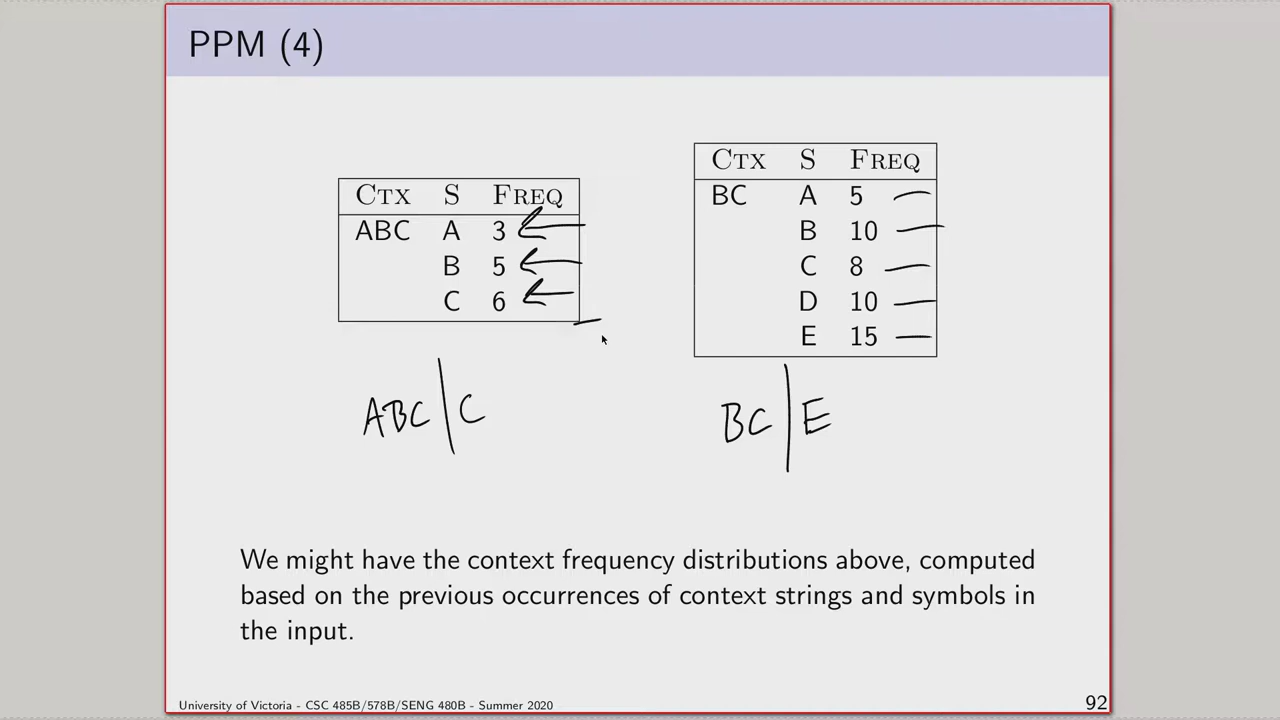 PPM (4)
CTX S FREQ
ABC A 3
B 5
C 6
CTX S FREQ
BC A 5
B 10
C 8
D 10
E 15
ABC | C
BC | E
We might have the context frequency distributions above, computed
based on the previous occurrences of context strings and symbols in
the input.
University of Victoria - CSC 485B/578B/SENG 480B - Summer 2020
92